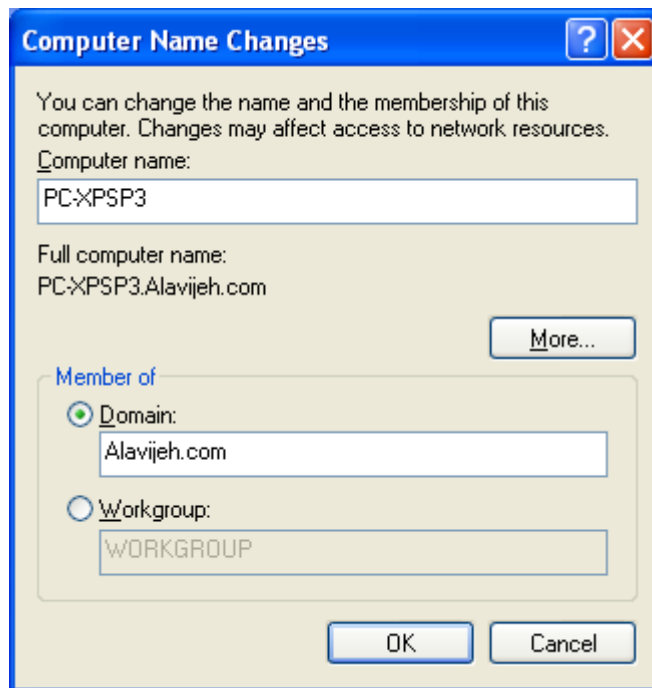 Computer Name Changes
You can change the name and the membership of this
computer. Changes may affect access to network resources.
Computer name:
PC-XPSP3
Full computer name:
PC-XPSP3.Alavijeh.com
More...
Member of
Domain:
Alavijeh.com
Workgroup:
WORKGROUP
OK Cancel